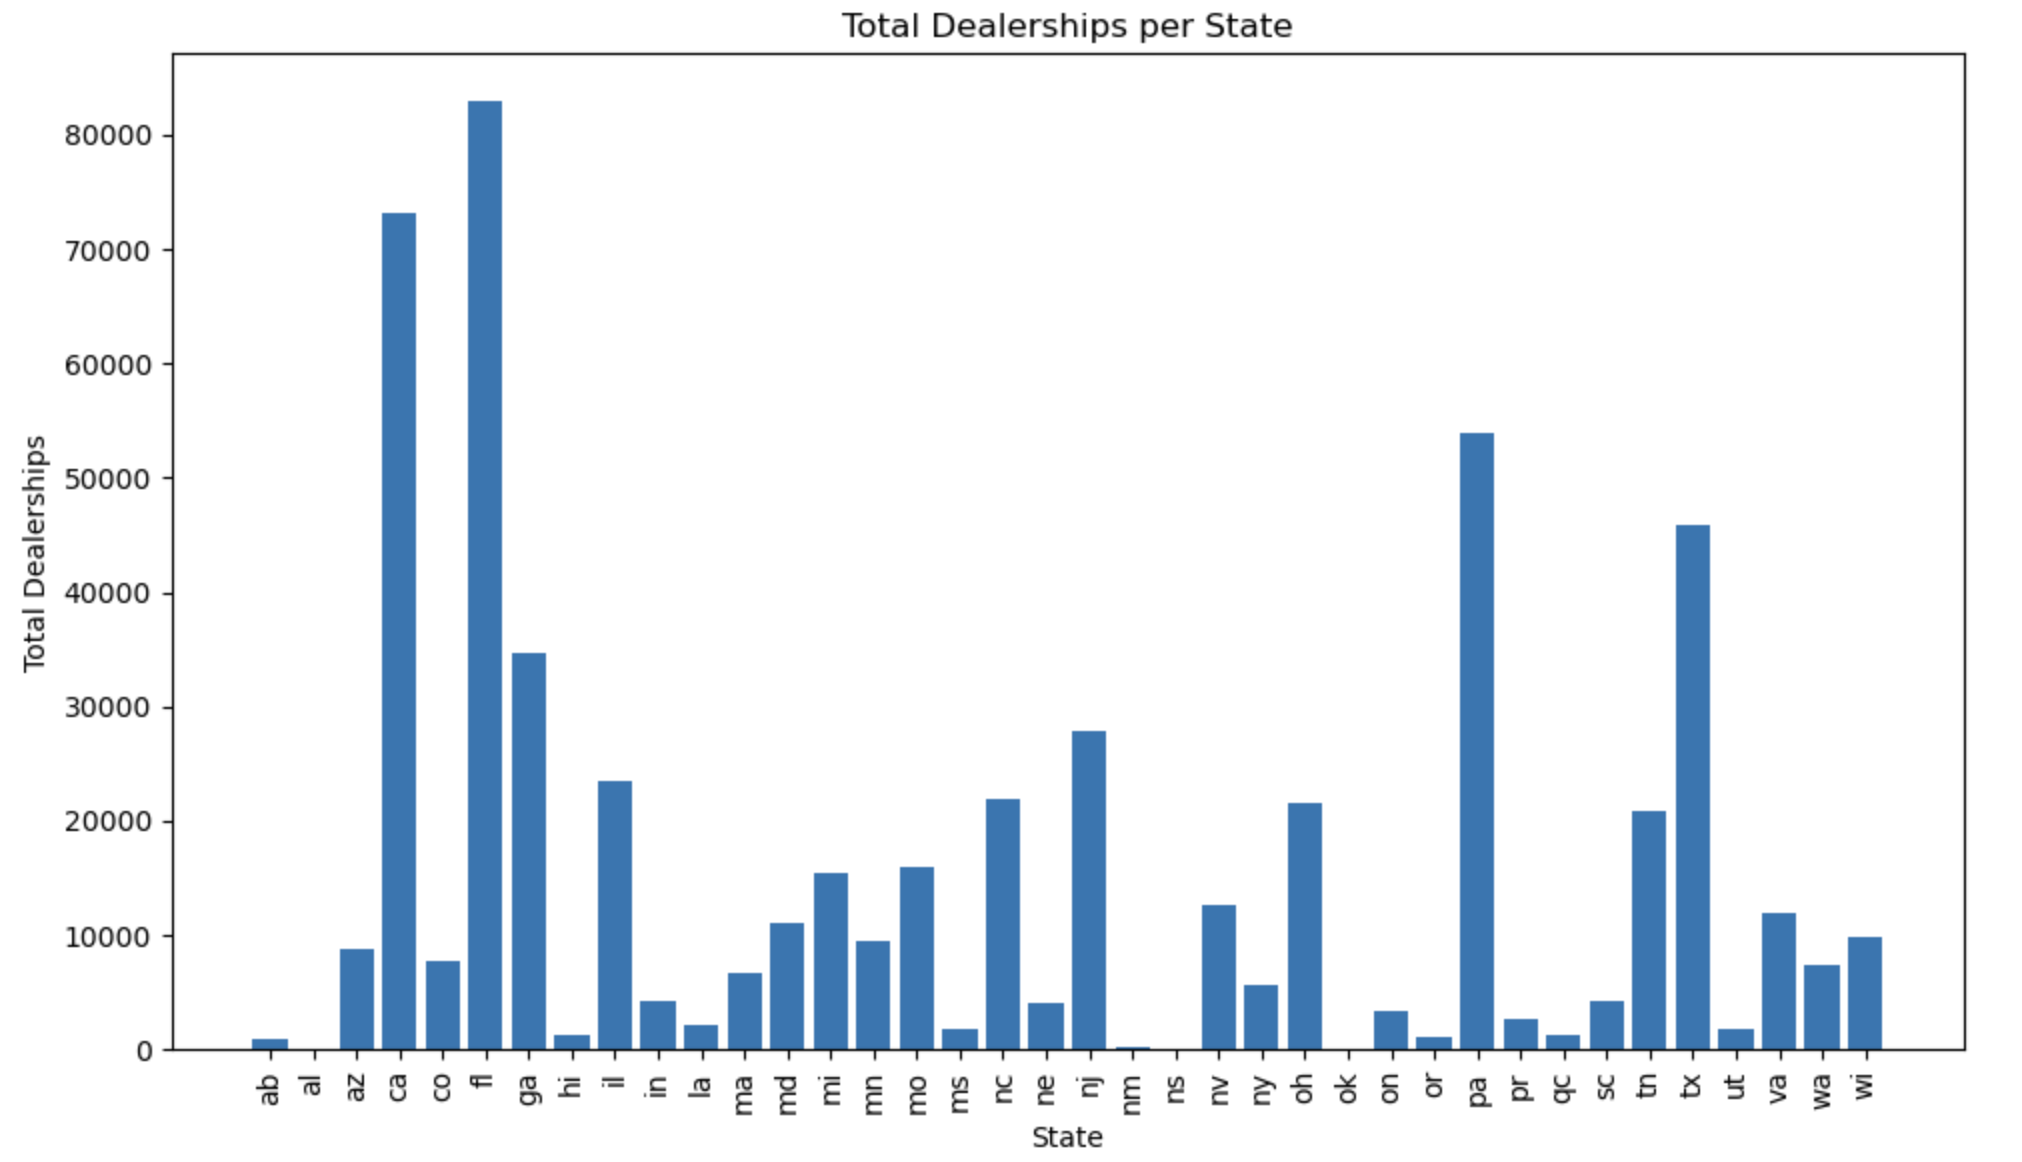 Total Dealerships per State
Total Dealerships
80000
70000
60000
50000
40000
30000
20000
10000
0
ab al az ca co fl ga hi il in la ma md mi mn mo ms nc ne nj nm ns nv ny oh ok on or pa pr qc sc tn tx ut va wa wi
State